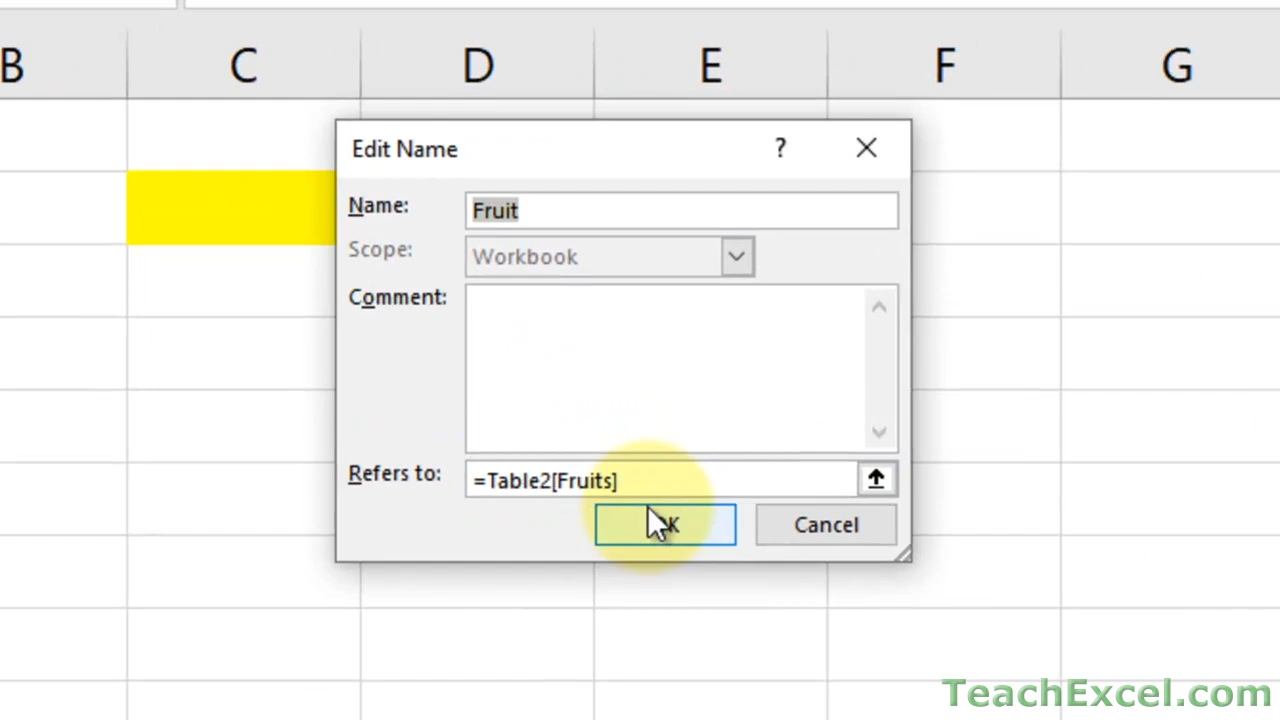 B C D E F G
Edit Name ?
Name: Fruit
Scope: Workbook
Comment:
Refers to: =Table2[Fruits]
OK Cancel
TeachExcel.com